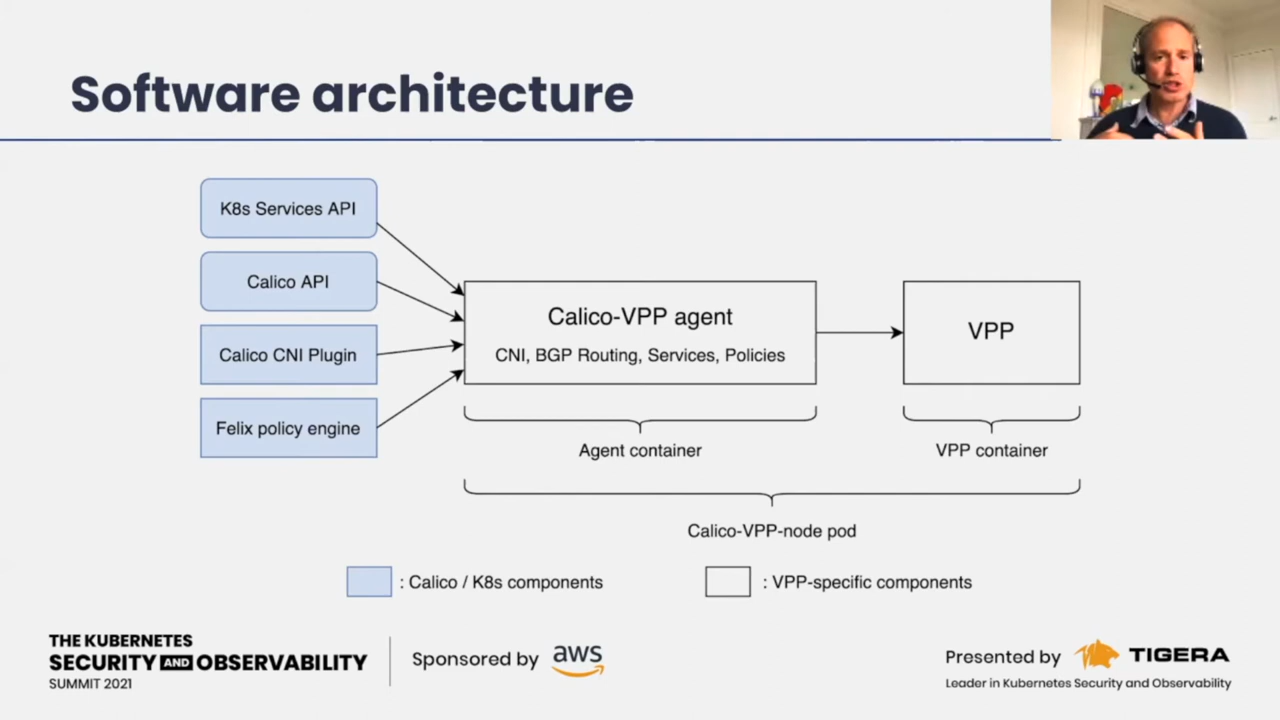 Software architecture
K8s Services API
Calico API
Calico CNI Plugin
Felix policy engine
Calico-VPP agent
CNI, BGP Routing, Services, Policies
VPP
Agent container
VPP container
Calico-VPP-node pod
: Calico / K8s components
: VPP-specific components
THE KUBERNETES
SECURITY AND OBSERVABILITY
SUMMIT 2021
Sponsored by aws
Presented by TIGERA
Leader in Kubernetes Security and Observability